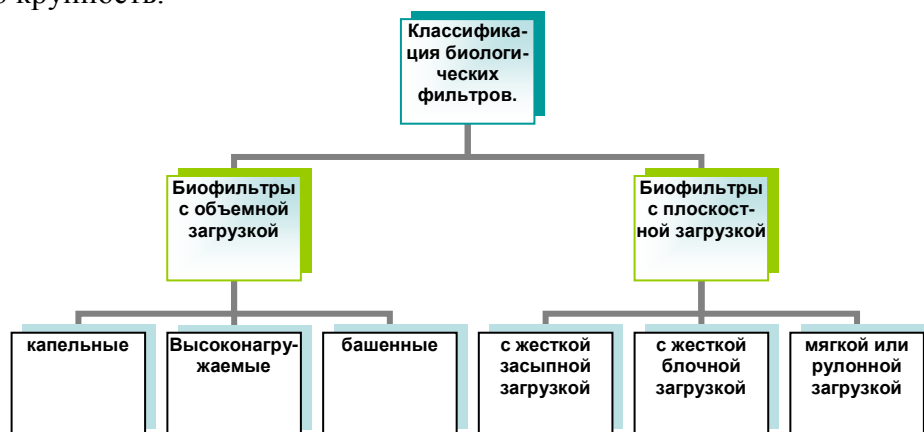 крупность.
Классифика-
ция биологи-
ческих
фильтров.
Биофильтры
с объемной
загрузкой
Биофильтры
с плоскост-
ной загрузкой
капельные
Высоконагру-
жаемые
башенные
с жесткой
засыпной
загрузкой
с жесткой
блочной
загрузкой
мягкой или
рулонной
загрузкой